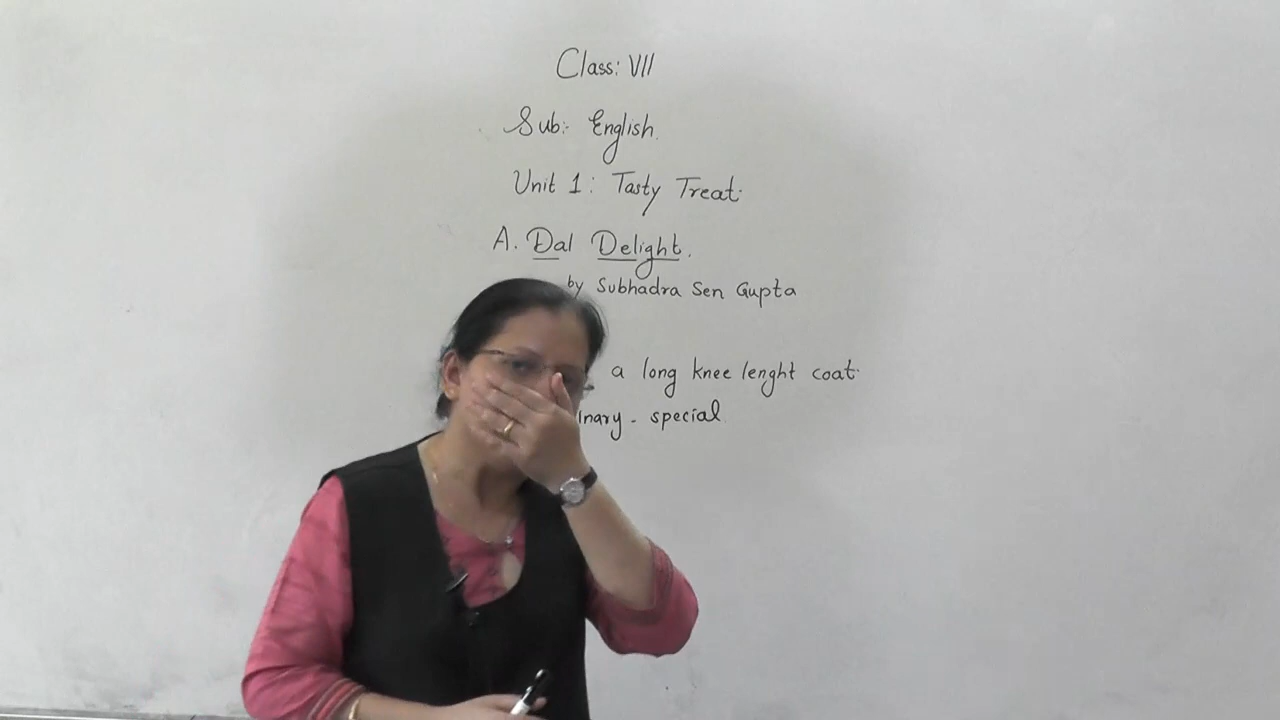 Class: VII
Sub:- English.
Unit 1: Tasty Treat.
A. Dal Delight.
by Subhadra Sen Gupta
a long knee lenght coat.
inary - special